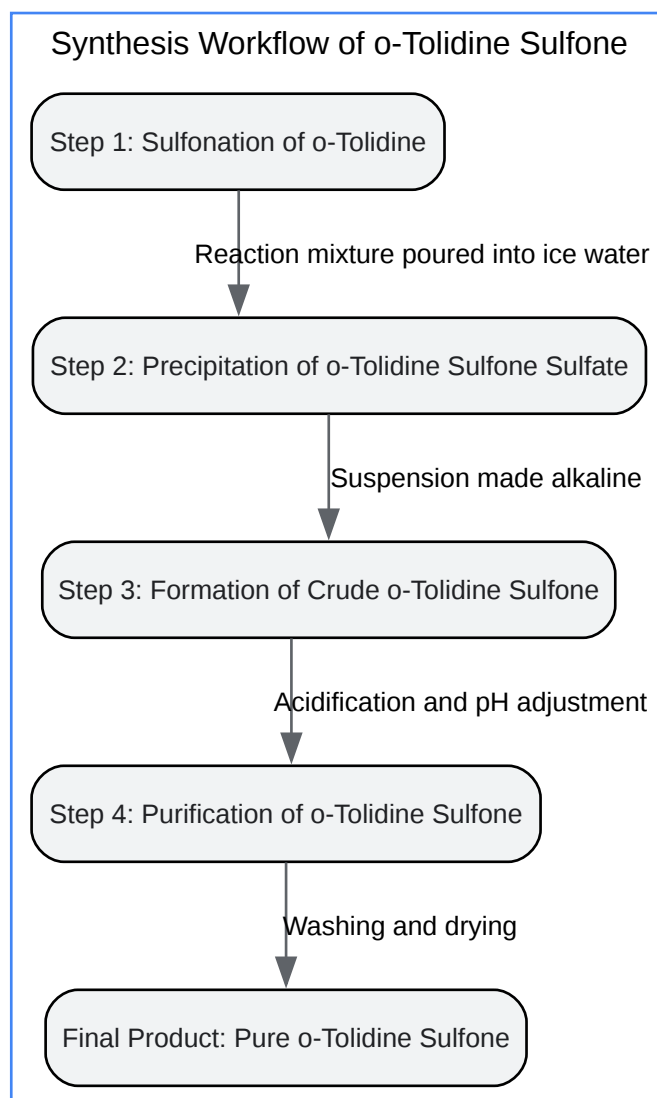 Synthesis Workflow of o-Tolidine Sulfone
Step 1: Sulfonation of o-Tolidine
Reaction mixture poured into ice water
Step 2: Precipitation of o-Tolidine Sulfone Sulfate
Suspension made alkaline
Step 3: Formation of Crude o-Tolidine Sulfone
Acidification and pH adjustment
Step 4: Purification of o-Tolidine Sulfone
Washing and drying
Final Product: Pure o-Tolidine Sulfone